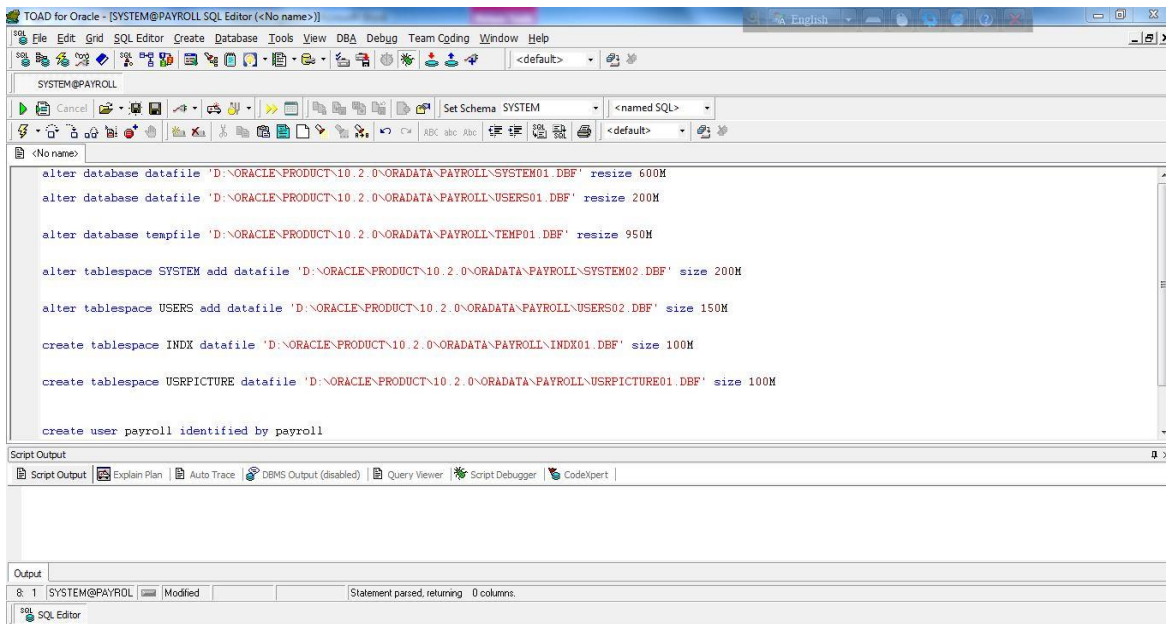 TOAD for Oracle - [SYSTEM@PAYROLL SQL Editor (<No name>)]
English
File Edit Grid SQL Editor Create Database Tools View DBA Debug Team Coding Window Help
<default>
SYSTEM@PAYROLL
Cancel Set Schema SYSTEM <named SQL>
ABC abc Abc <default>
<No name>
alter database datafile 'D:\ORACLE\PRODUCT\10.2.0\ORADATA\PAYROLL\SYSTEM01.DBF' resize 600M
alter database datafile 'D:\ORACLE\PRODUCT\10.2.0\ORADATA\PAYROLL\USERS01.DBF' resize 200M
alter database tempfile 'D:\ORACLE\PRODUCT\10.2.0\ORADATA\PAYROLL\TEMP01.DBF' resize 950M
alter tablespace SYSTEM add datafile 'D:\ORACLE\PRODUCT\10.2.0\ORADATA\PAYROLL\SYSTEM02.DBF' size 200M
alter tablespace USERS add datafile 'D:\ORACLE\PRODUCT\10.2.0\ORADATA\PAYROLL\USERS02.DBF' size 150M
create tablespace INDX datafile 'D:\ORACLE\PRODUCT\10.2.0\ORADATA\PAYROLL\INDX01.DBF' size 100M
create tablespace USRPICTURE datafile 'D:\ORACLE\PRODUCT\10.2.0\ORADATA\PAYROLL\USRPICTURE01.DBF' size 100M
create user payroll identified by payroll
Script Output
Script Output Explain Plan Auto Trace DBMS Output (disabled) Query Viewer Script Debugger CodeXpert
Output
8: 1 SYSTEM@PAYROL Modified Statement parsed, returning 0 columns.
SQL Editor